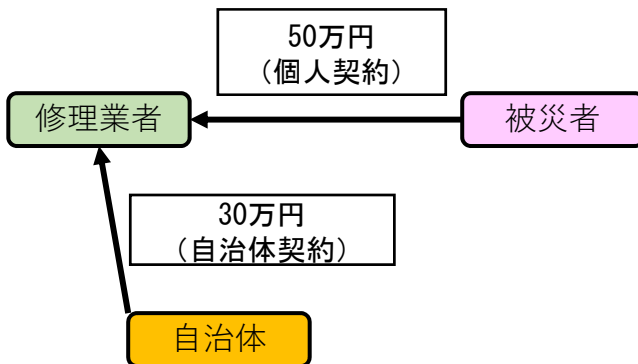 50万円
（個人契約）
修理業者
被災者
30万円
（自治体契約）
自治体